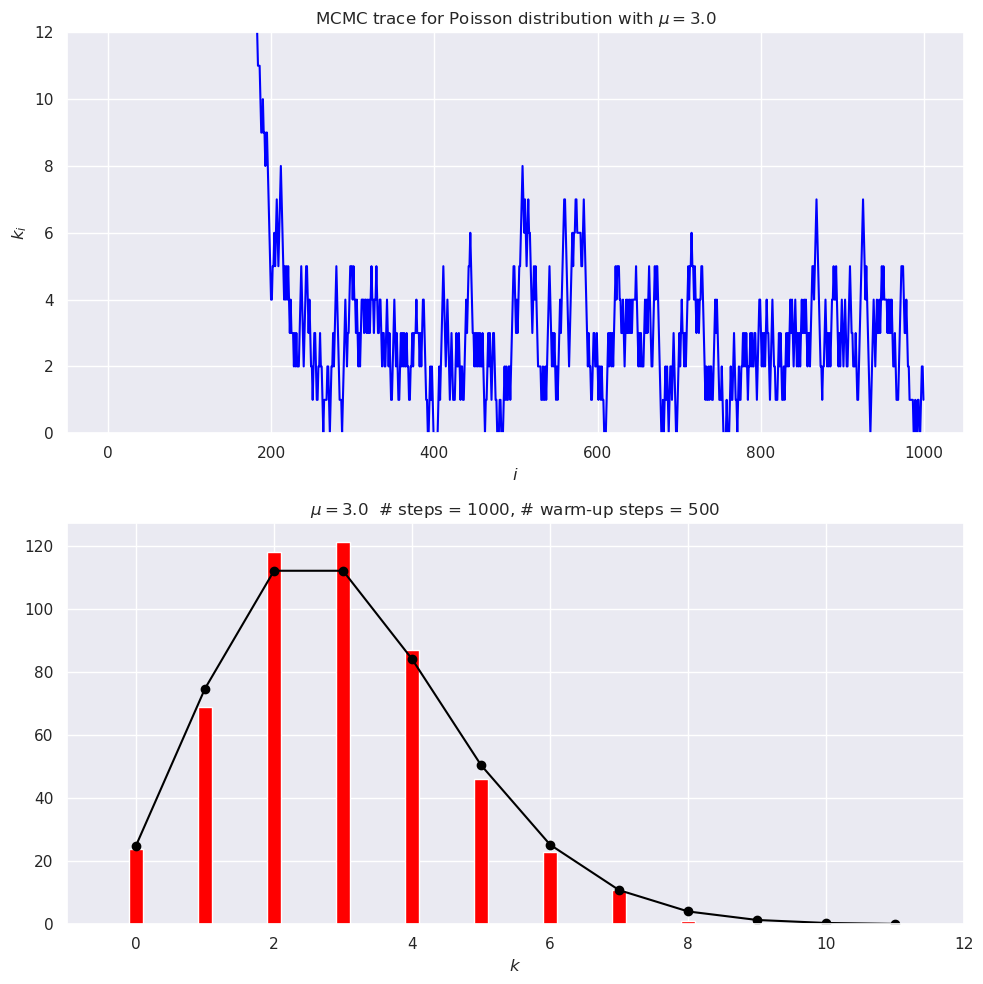 MCMC trace for Poisson distribution with μ = 3.0
12
10
8
6
4
2
0
k_i
0 200 400 600 800 1000
i
μ = 3.0 # steps = 1000, # warm-up steps = 500
120
100
80
60
40
20
0
0 2 4 6 8 10 12
k